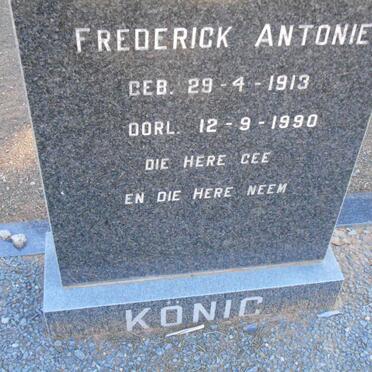 FREDERICK ANTONIE
GEB. 29-4-1913
OORL. 12-9-1990
DIE HERE GEE
EN DIE HERE NEEM
KÖNIG